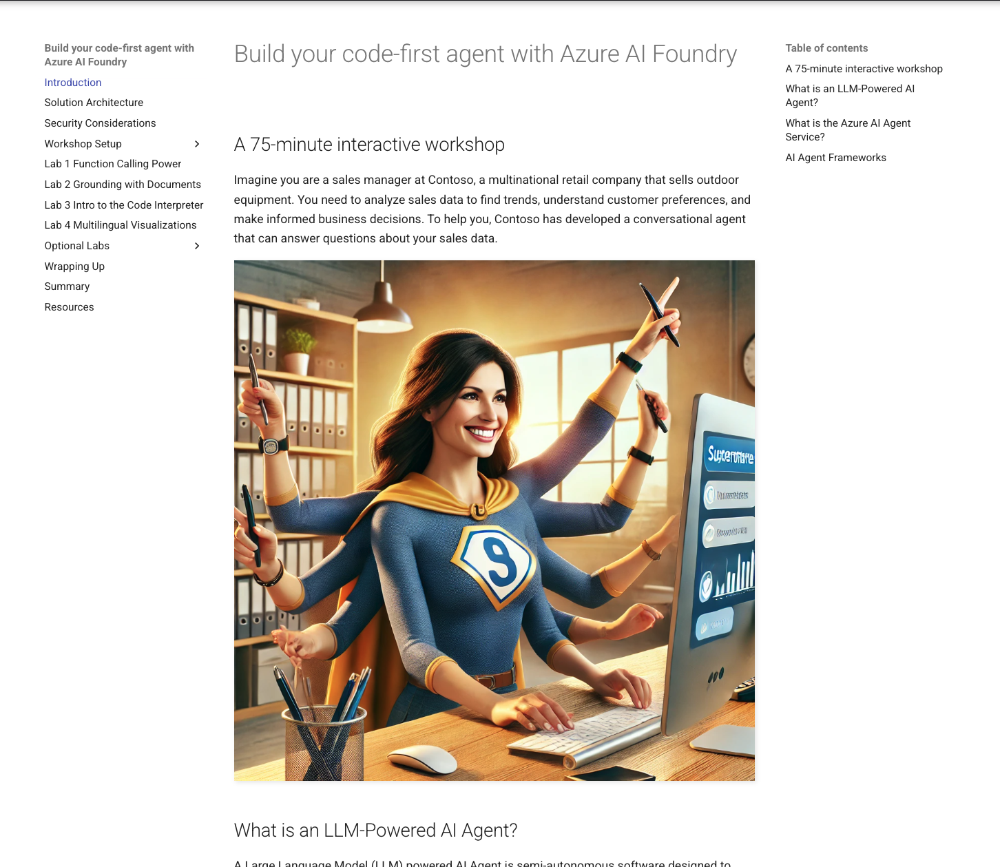 Build your code-first agent with
Azure AI Foundry
Introduction
Solution Architecture
Security Considerations
Workshop Setup
Lab 1 Function Calling Power
Lab 2 Grounding with Documents
Lab 3 Intro to the Code Interpreter
Lab 4 Multilingual Visualizations
Optional Labs
Wrapping Up
Summary
Resources
Build your code-first agent with Azure AI Foundry
A 75-minute interactive workshop
Imagine you are a sales manager at Contoso, a multinational retail company that sells outdoor
equipment. You need to analyze sales data to find trends, understand customer preferences, and
make informed business decisions. To help you, Contoso has developed a conversational agent
that can answer questions about your sales data.
9
What is an LLM-Powered AI Agent?
A Large Language Model (LLM) powered AI Agent is semi-autonomous software designed to
Table of contents
A 75-minute interactive workshop
What is an LLM-Powered AI
Agent?
What is the Azure AI Agent
Service?
AI Agent Frameworks